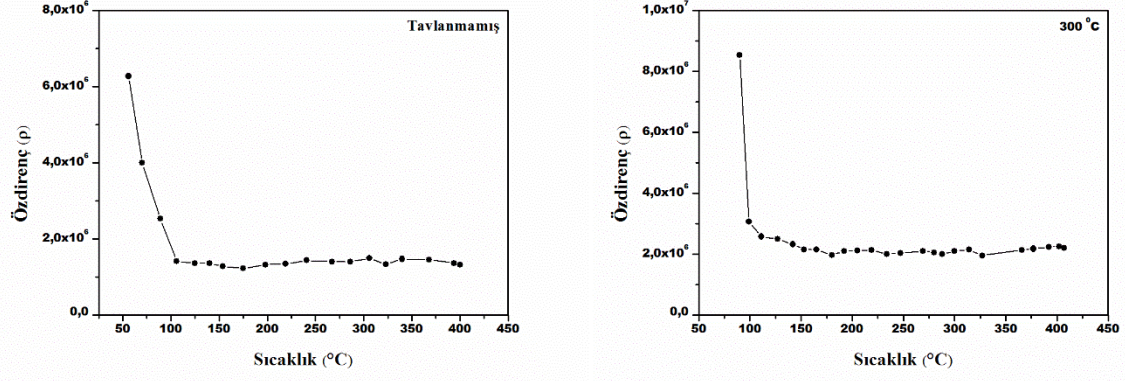 8,0x10⁶
Tavlanmamış
6,0x10⁶
4,0x10⁶
2,0x10⁶
0,0
Özdirenç (ρ)
50 100 150 200 250 300 350 400 450
Sıcaklık (°C)
1,0x10⁷
300 °C
8,0x10⁶
6,0x10⁶
4,0x10⁶
2,0x10⁶
0,0
Özdirenç (ρ)
50 100 150 200 250 300 350 400 450
Sıcaklık (°C)